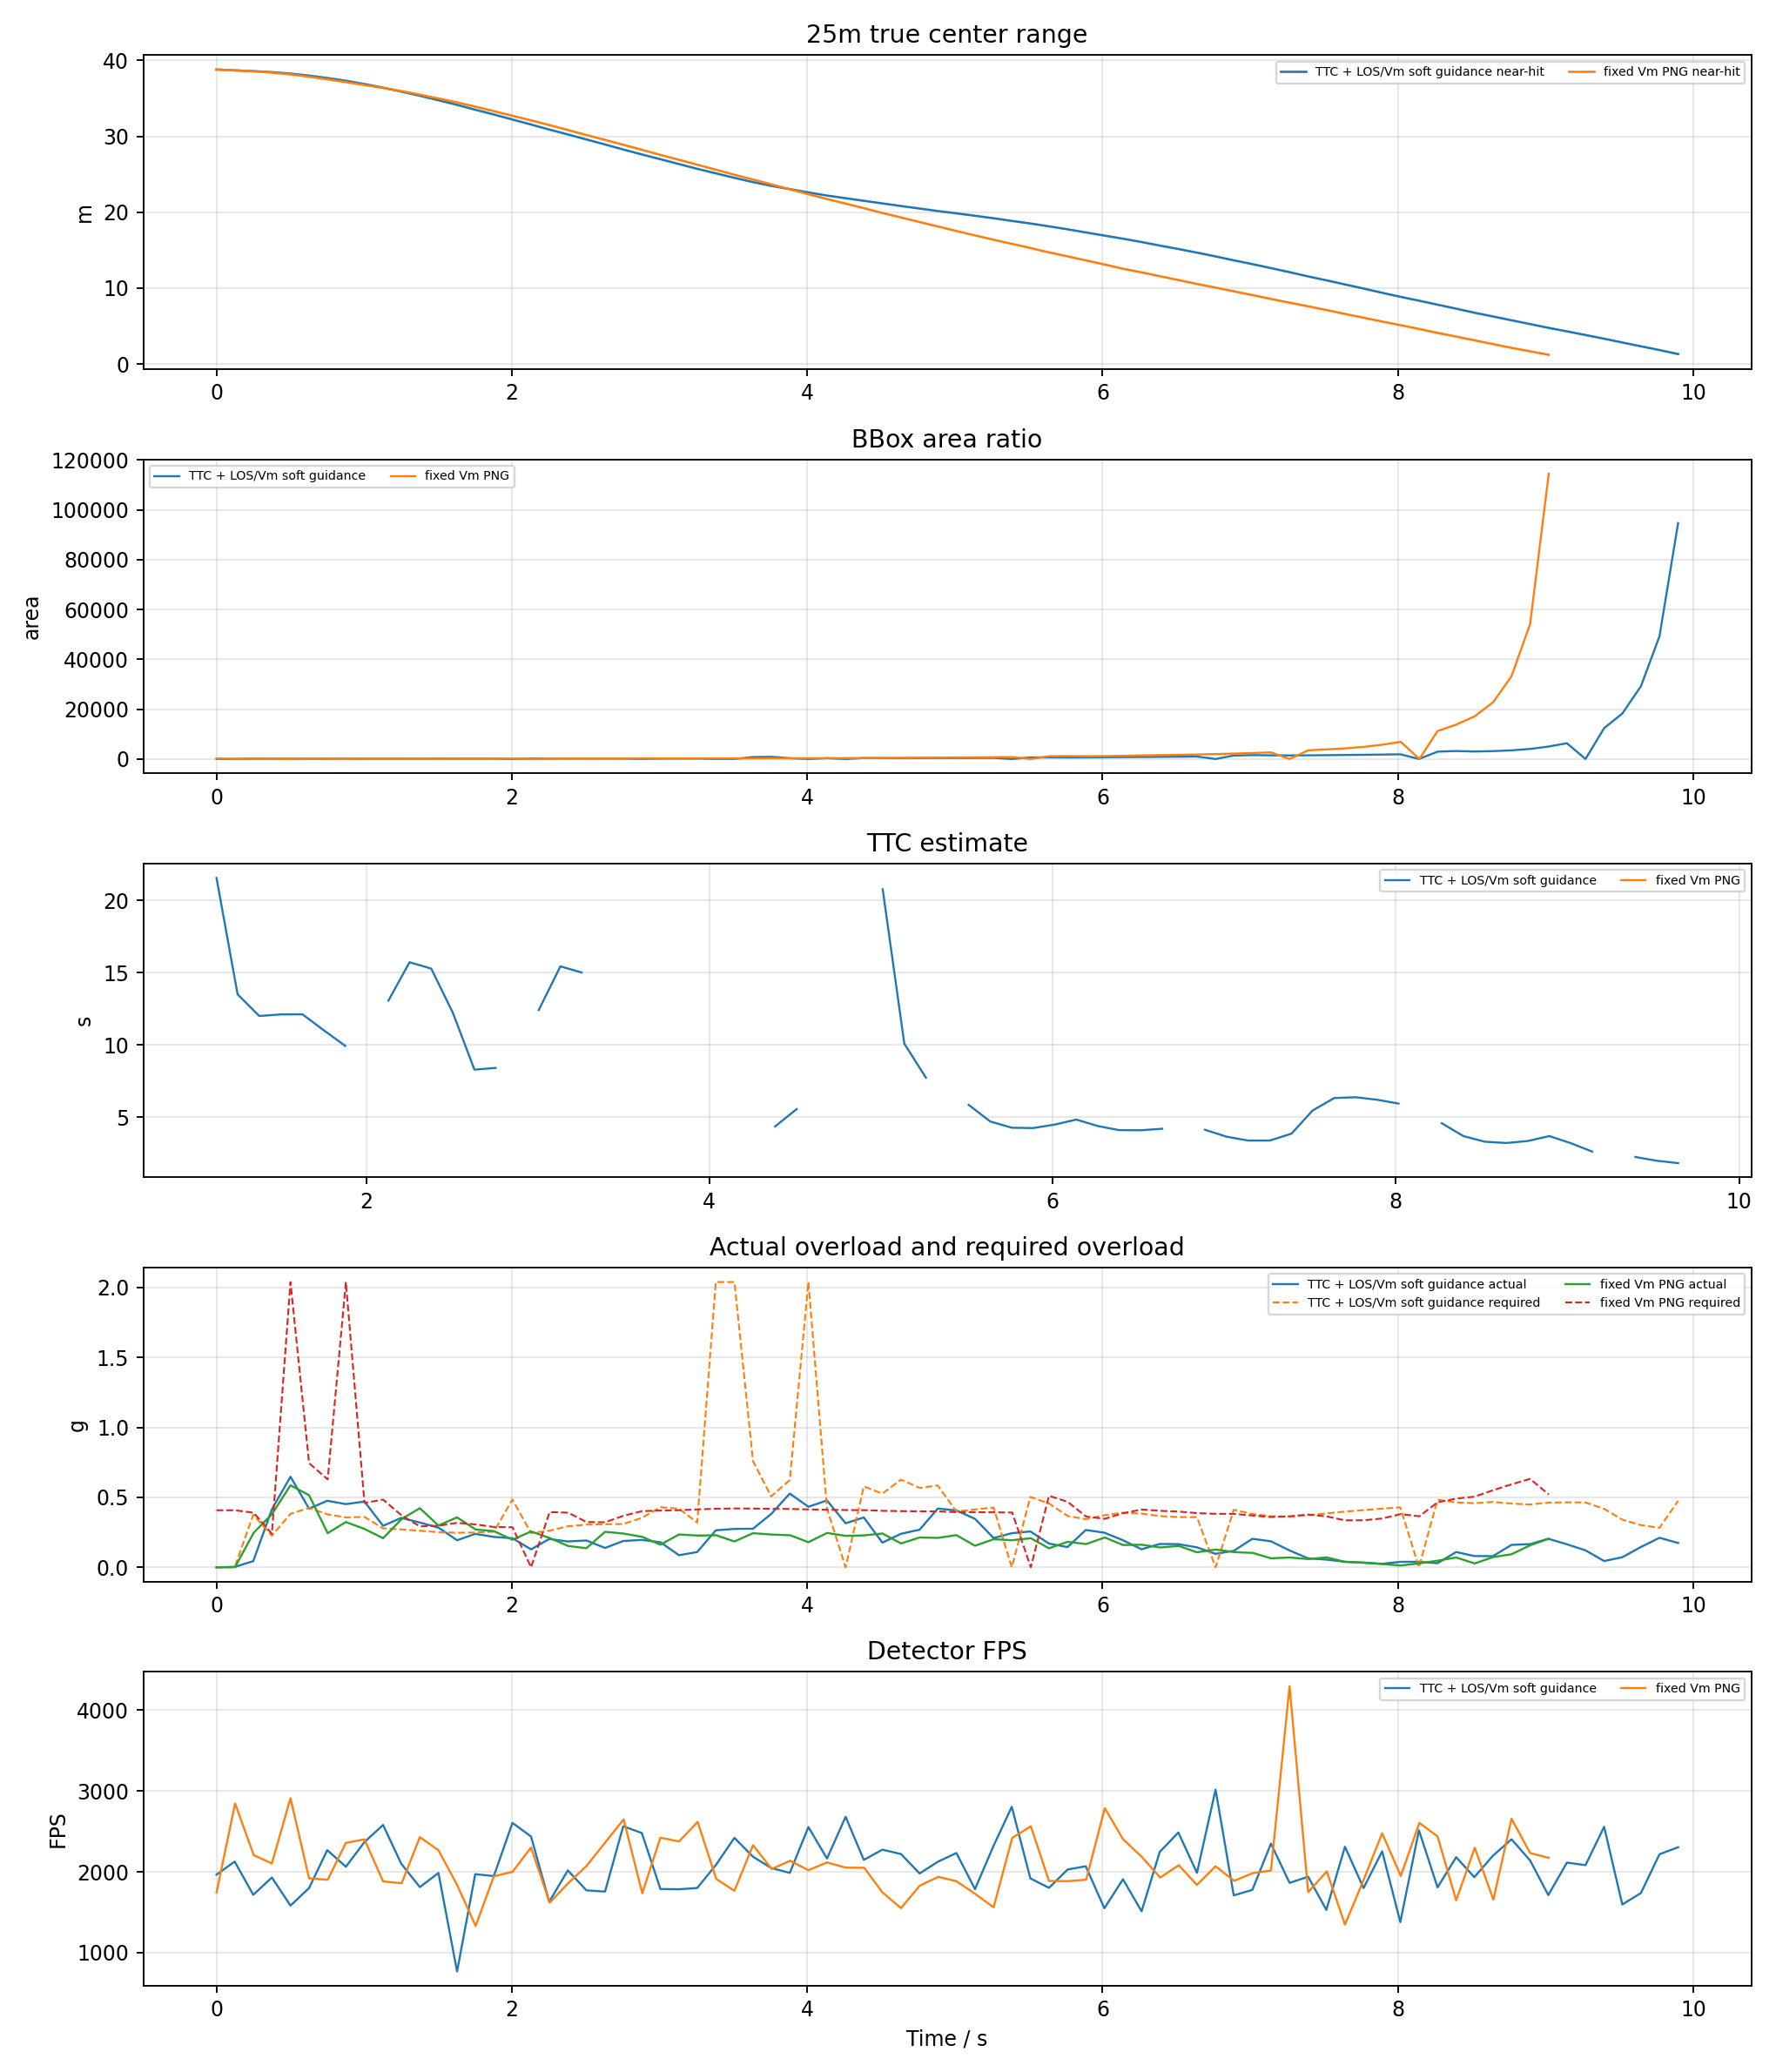 25m true center range
TTC + LOS/Vm soft guidance near-hit fixed Vm PNG near-hit
40
30
20
10
0
m
0 2 4 6 8 10
BBox area ratio
TTC + LOS/Vm soft guidance fixed Vm PNG
120000
100000
80000
60000
40000
20000
0
area
0 2 4 6 8 10
TTC estimate
TTC + LOS/Vm soft guidance fixed Vm PNG
20
15
10
5
s
2 4 6 8 10
Actual overload and required overload
TTC + LOS/Vm soft guidance actual fixed Vm PNG actual
TTC + LOS/Vm soft guidance required fixed Vm PNG required
2.0
1.5
1.0
0.5
0.0
g
0 2 4 6 8 10
Detector FPS
TTC + LOS/Vm soft guidance fixed Vm PNG
4000
3000
2000
1000
FPS
0 2 4 6 8 10
Time / s